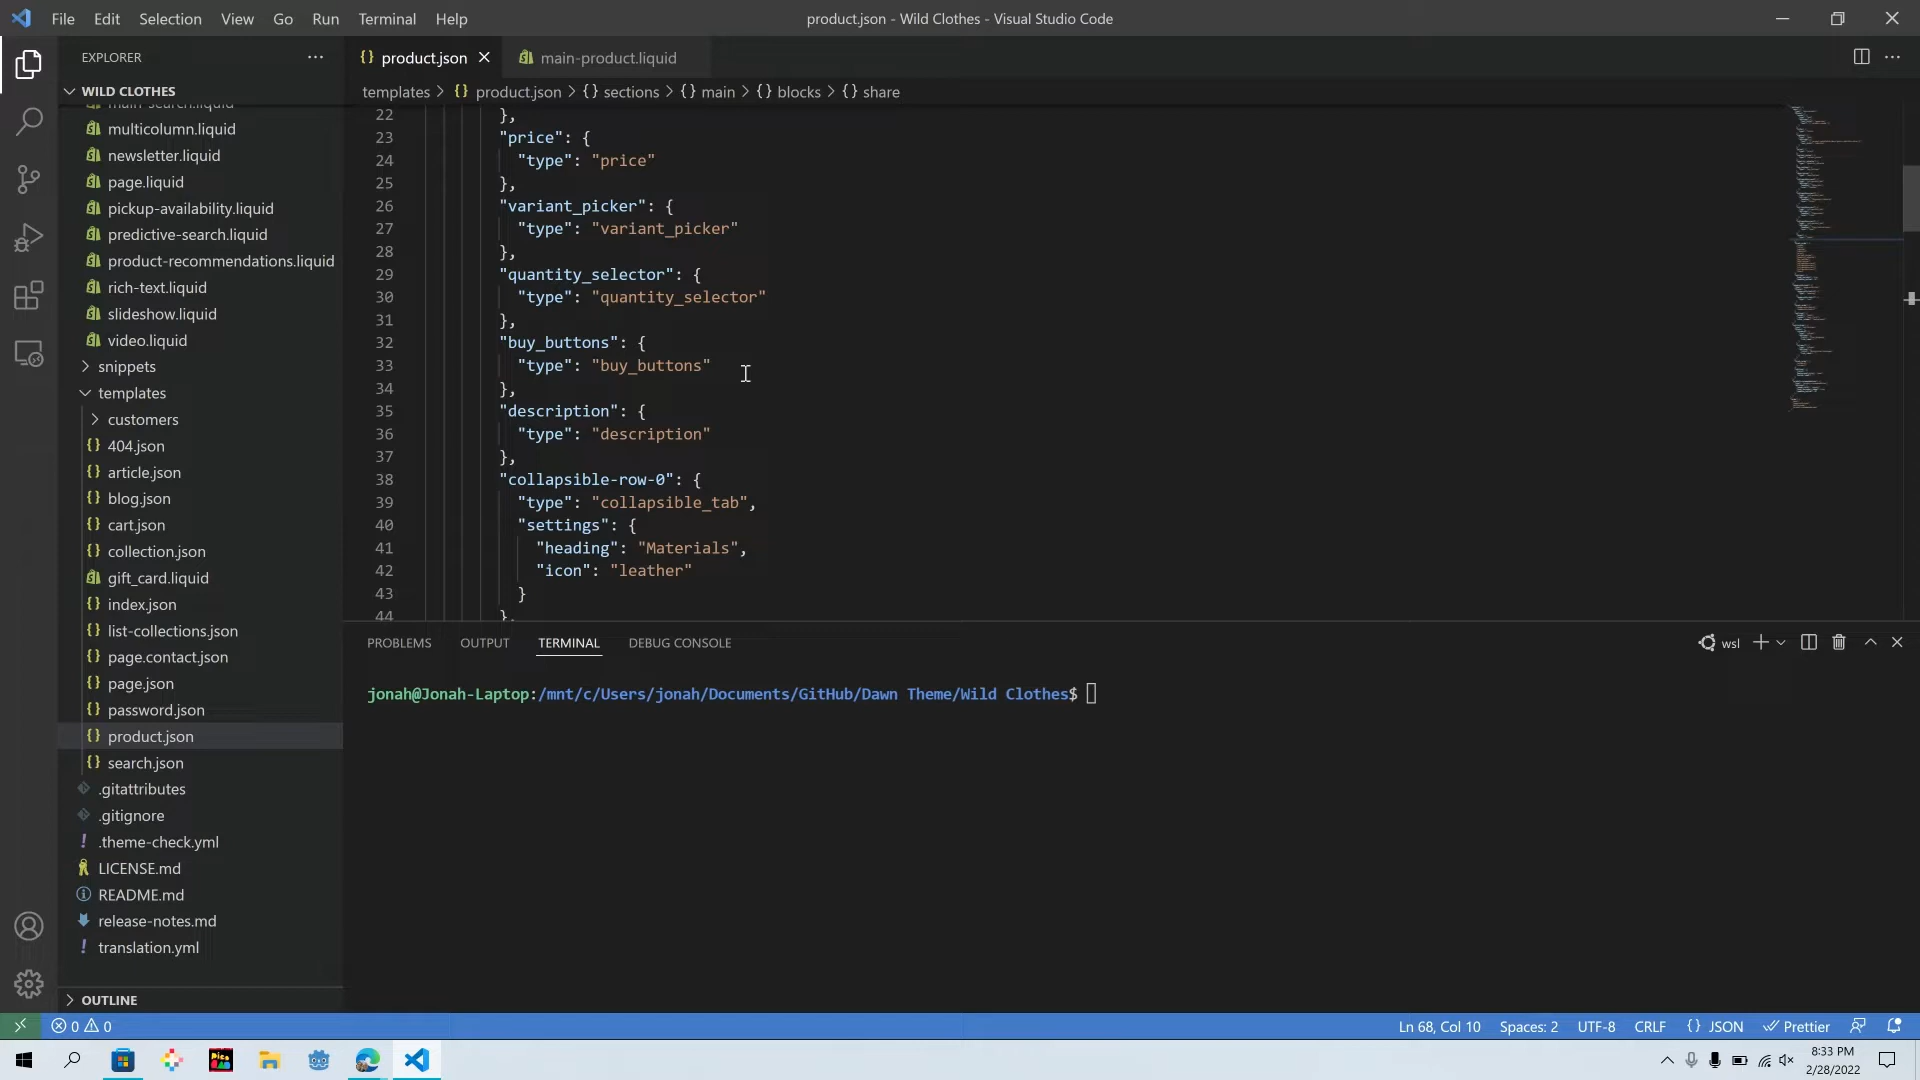 File Edit Selection View Go Run Terminal Help
product.json - Wild Clothes - Visual Studio Code
EXPLORER
WILD CLOTHES
main-search.liquid
multicolumn.liquid
newsletter.liquid
page.liquid
pickup-availability.liquid
predictive-search.liquid
product-recommendations.liquid
rich-text.liquid
slideshow.liquid
video.liquid
snippets
templates
customers
404.json
article.json
blog.json
cart.json
collection.json
gift_card.liquid
index.json
list-collections.json
page.contact.json
page.json
password.json
product.json
search.json
.gitattributes
.gitignore
.theme-check.yml
LICENSE.md
README.md
release-notes.md
translation.yml
OUTLINE
product.json main-product.liquid
templates > {} product.json > {} sections > {} main > {} blocks > {} share
22 },
23 "price": {
24 "type": "price"
25 },
26 "variant_picker": {
27 "type": "variant_picker"
28 },
29 "quantity_selector": {
30 "type": "quantity_selector"
31 },
32 "buy_buttons": {
33 "type": "buy_buttons"
34 },
35 "description": {
36 "type": "description"
37 },
38 "collapsible-row-0": {
39 "type": "collapsible_tab",
40 "settings": {
41 "heading": "Materials",
42 "icon": "leather"
43 }
44 },
PROBLEMS OUTPUT TERMINAL DEBUG CONSOLE
wsl
jonah@Jonah-Laptop:/mnt/c/Users/jonah/Documents/GitHub/Dawn Theme/Wild Clothes$
0 0
Ln 68, Col 10 Spaces: 2 UTF-8 CRLF {} JSON Prettier
8:33 PM
2/28/2022